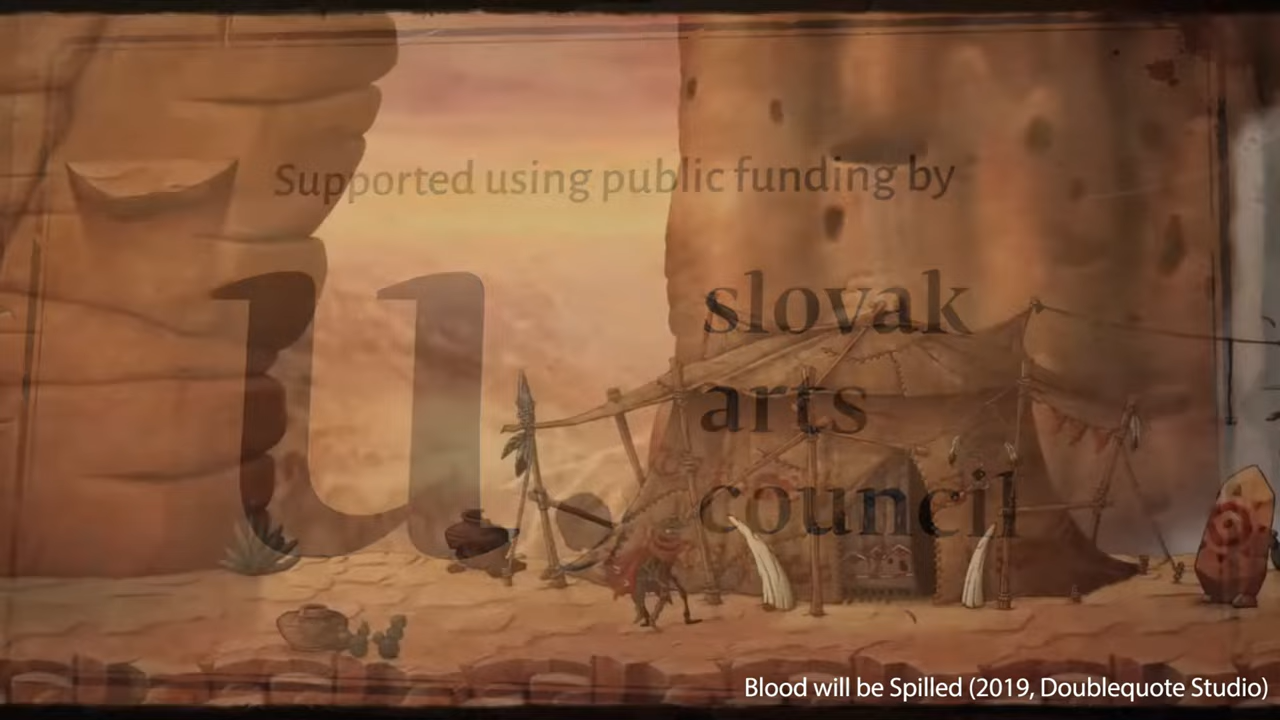 Supported using public funding by
u.
slovak
arts
council
Blood will be Spilled (2019, Doublequote Studio)